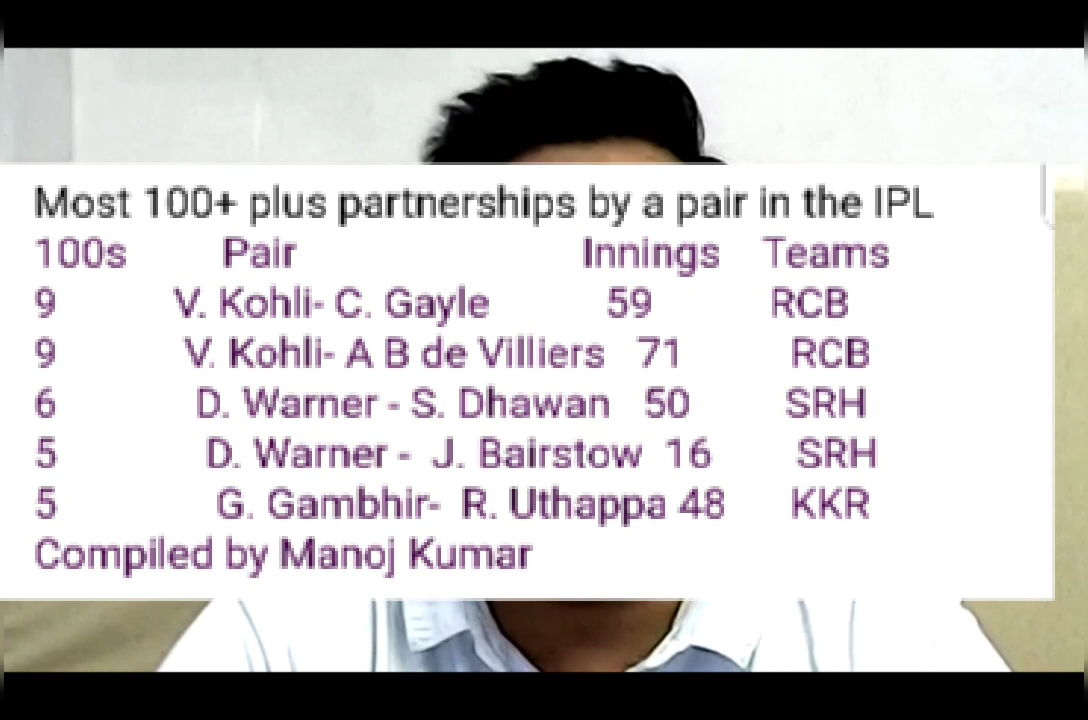 Most 100+ plus partnerships by a pair in the IPL
100s Pair Innings Teams
9 V. Kohli- C. Gayle 59 RCB
9 V. Kohli- A B de Villiers 71 RCB
6 D. Warner - S. Dhawan 50 SRH
5 D. Warner - J. Bairstow 16 SRH
5 G. Gambhir- R. Uthappa 48 KKR
Compiled by Manoj Kumar